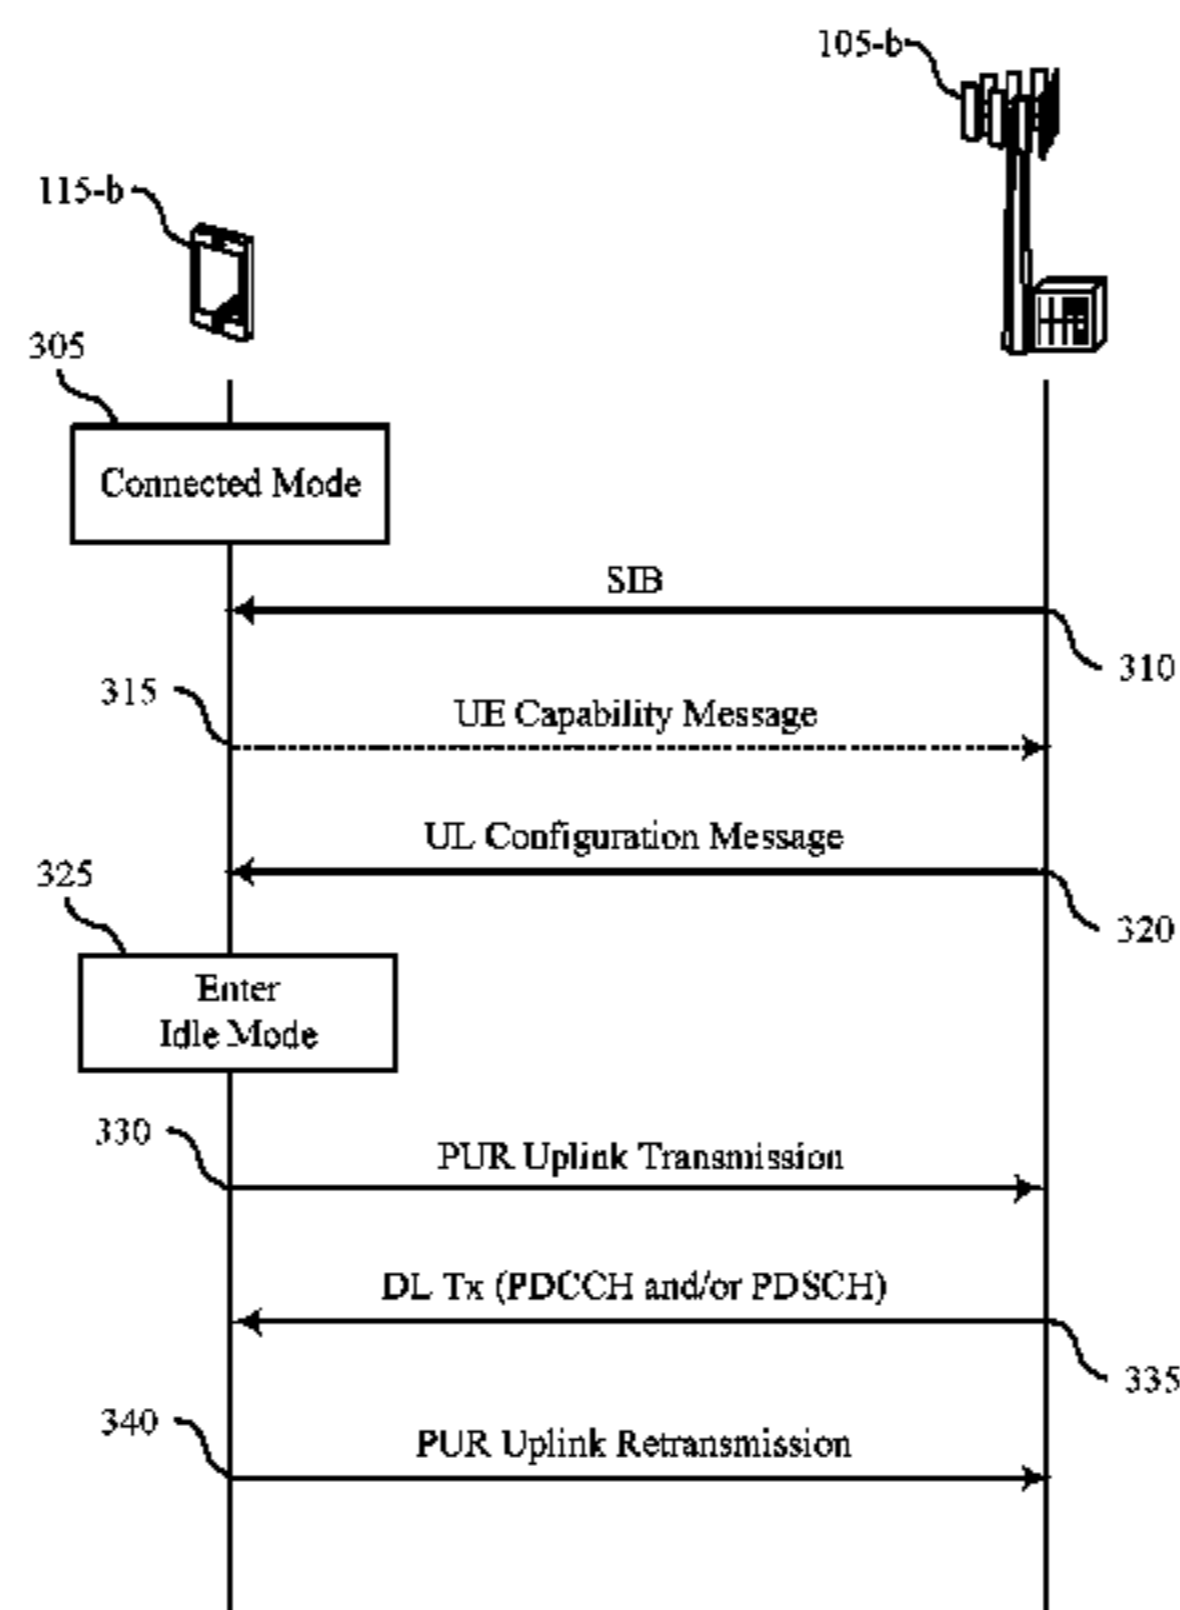 105-b
115-b
305
Connected Mode
SIB
310
315
UE Capability Message
UL Configuration Message
320
325
Enter
Idle Mode
330
PUR Uplink Transmission
DL Tx (PDCCH and/or PDSCH)
335
340
PUR Uplink Retransmission